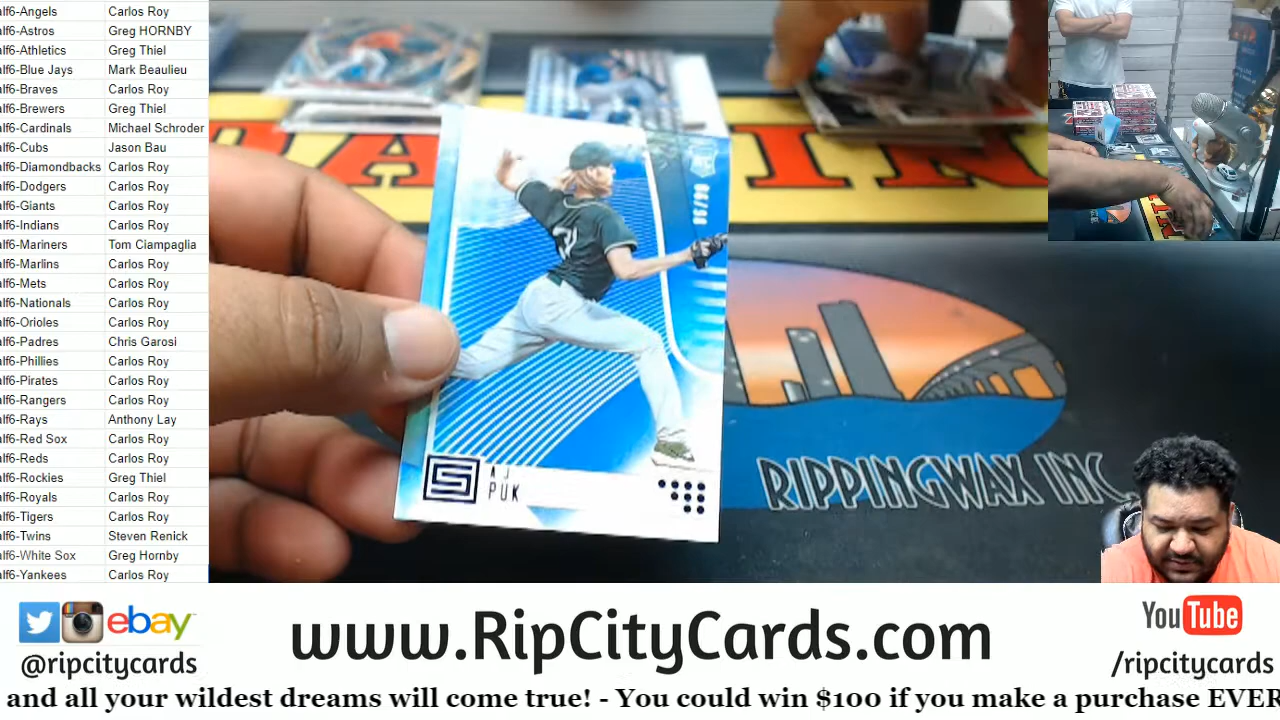 alf6-Angels Carlos Roy
alf6-Astros Greg HORNBY
alf6-Athletics Greg Thiel
alf6-Blue Jays Mark Beaulieu
alf6-Braves Carlos Roy
alf6-Brewers Greg Thiel
alf6-Cardinals Michael Schroder
alf6-Cubs Jason Bau
alf6-Diamondbacks Carlos Roy
alf6-Dodgers Carlos Roy
alf6-Giants Carlos Roy
alf6-Indians Carlos Roy
alf6-Mariners Tom Ciampaglia
alf6-Marlins Carlos Roy
alf6-Mets Carlos Roy
alf6-Nationals Carlos Roy
alf6-Orioles Carlos Roy
alf6-Padres Chris Garosi
alf6-Phillies Carlos Roy
alf6-Pirates Carlos Roy
alf6-Rangers Carlos Roy
alf6-Rays Anthony Lay
alf6-Red Sox Carlos Roy
alf6-Reds Carlos Roy
alf6-Rockies Greg Thiel
alf6-Royals Carlos Roy
alf6-Tigers Carlos Roy
alf6-Twins Steven Renick
alf6-White Sox Greg Hornby
alf6-Yankees Carlos Roy
AJ
PUK
RIPPINGWAX INC.
ebay
@ripcitycards
www.RipCityCards.com
YouTube
/ripcitycards
and all your wildest dreams will come true! - You could win $100 if you make a purchase EVER